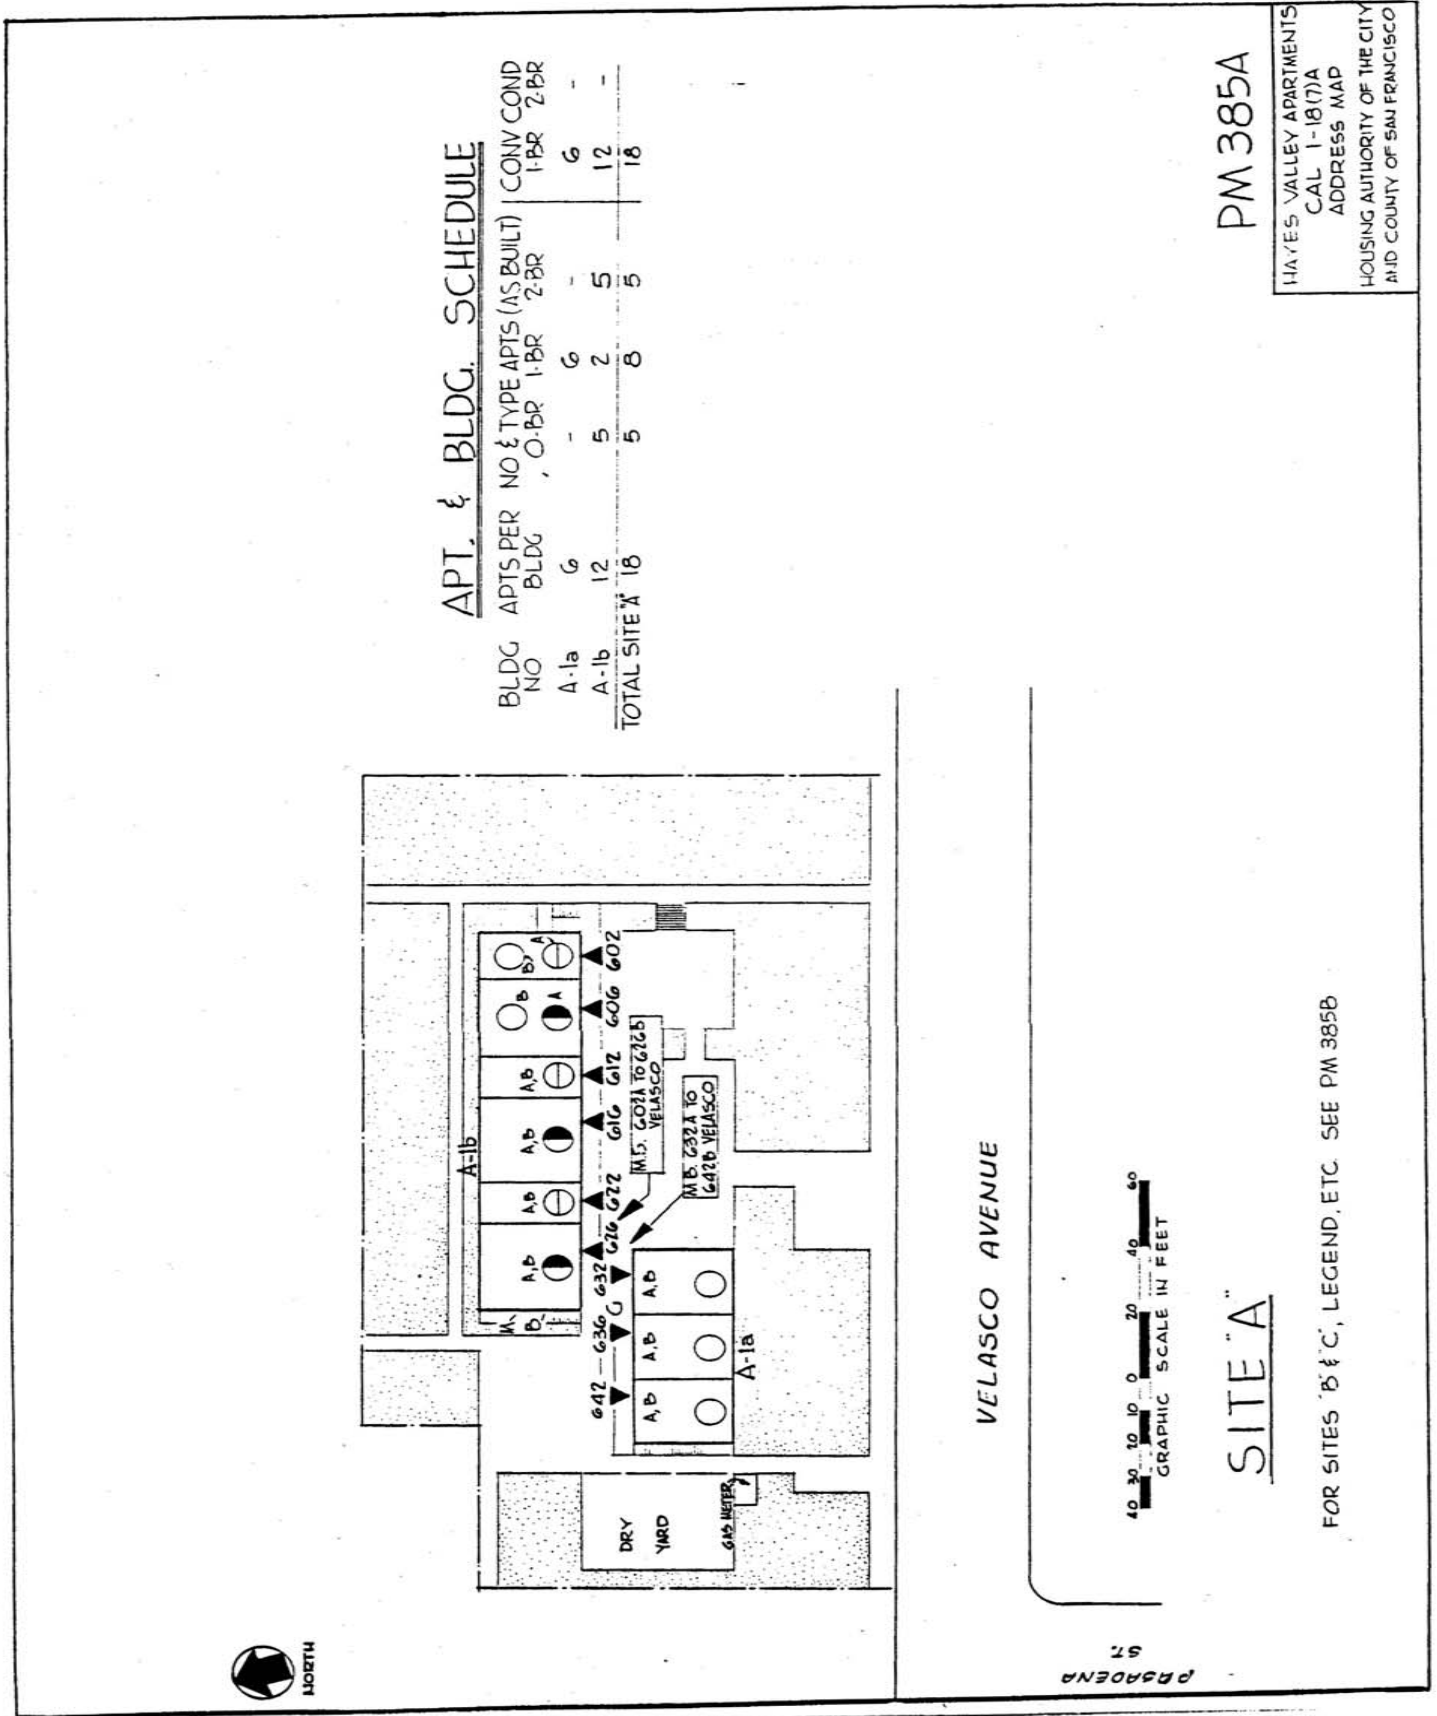 APT. & BLDG. SCHEDULE
BLDG NO APTS PER BLDG NO & TYPE APTS (AS BUILT) CONV COND
O-BR 1-BR 2-BR 1-BR 2-BR
A-1a 6 - 6 - 6 -
A-1b 12 5 2 5 12 -
TOTAL SITE "A" 18 5 8 5 18
NORTH
A-1b
A,B A,B A,B A,B B A B A
M.
B.
626 622 616 612 606 602
642 636 632
G
M.B. 602A TO 626B
VELASCO
M.B. 632A TO
642B VELASCO
A,B A,B A,B
A-1a
DRY
YARD
GAS METER
VELASCO AVENUE
PASADENA
ST.
40 30 20 10 0 20 40 60
GRAPHIC SCALE IN FEET
SITE "A"
FOR SITES "B" & "C", LEGEND, ETC. SEE PM 385B
PM 385A
HAYES VALLEY APARTMENTS
CAL 1-18(7)A
ADDRESS MAP
HOUSING AUTHORITY OF THE CITY
AND COUNTY OF SAN FRANCISCO